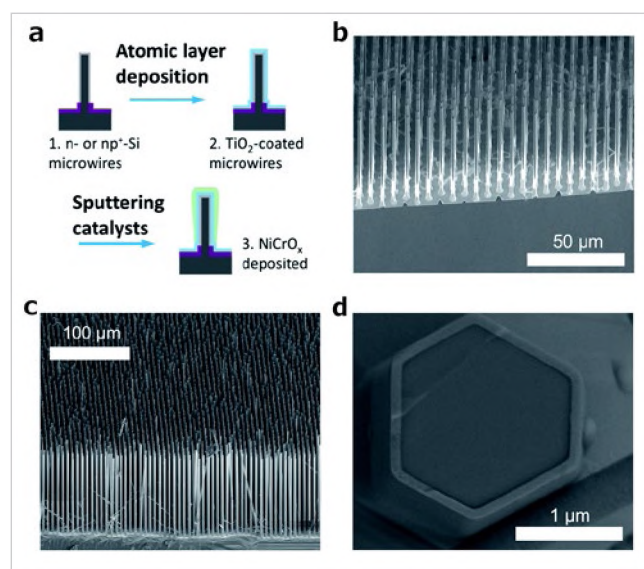 a
Atomic layer
deposition
1. n- or np⁺-Si
microwires
2. TiO₂-coated
microwires
Sputtering
catalysts
3. NiCrOₓ
deposited
b
50 µm
c
100 µm
d
1 µm